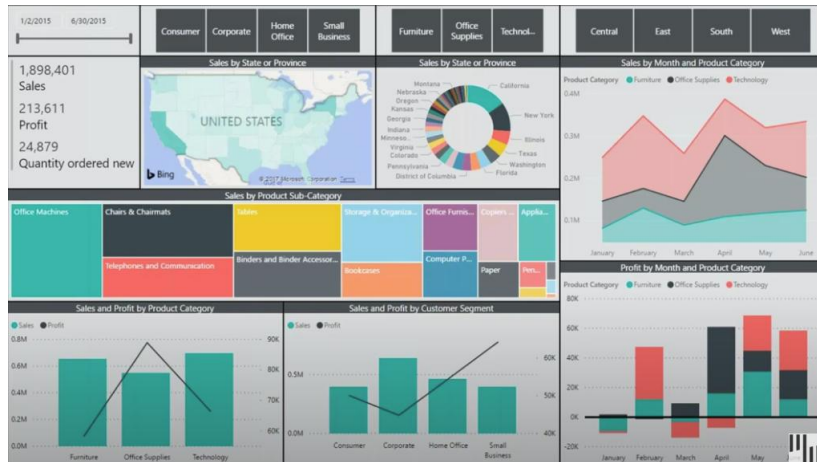 1/2/2015 6/30/2015
Consumer
Corporate
Home
Office
Small
Business
Furniture
Office
Supplies
Technol...
Central
East
South
West
1,898,401
Sales
213,611
Profit
24,879
Quantity ordered new
Sales by State or Province
UNITED STATES
Bing
© 2017 Microsoft Corporation Terms
Sales by State or Province
Montana
Nebraska
Oregon
Kansas
Georgia
Indiana
Minneso...
Virginia
Colorado
Pennsylvania
District of Columbia
California
New York
Illinois
Texas
Washington
Florida
Sales by Month and Product Category
Product Category Furniture Office Supplies Technology
0.4M
0.3M
0.2M
0.1M
January February March April May June
Sales by Product Sub-Category
Office Machines
Chairs & Chairmats
Telephones and Communication
Tables
Binders and Binder Accessor...
Storage & Organiza...
Bookcases
Office Furnis...
Computer P...
Copiers ...
Paper
Applia...
Pen...
Sales and Profit by Product Category
Sales Profit
0.8M
0.6M
0.4M
0.2M
0.0M
90K
80K
70K
60K
Furniture Office Supplies Technology
Sales and Profit by Customer Segment
Sales Profit
0.5M
0.0M
60K
50K
40K
Consumer Corporate Home Office Small
Business
Profit by Month and Product Category
Product Category Furniture Office Supplies Technology
80K
60K
40K
20K
0K
-20K
January February March April May